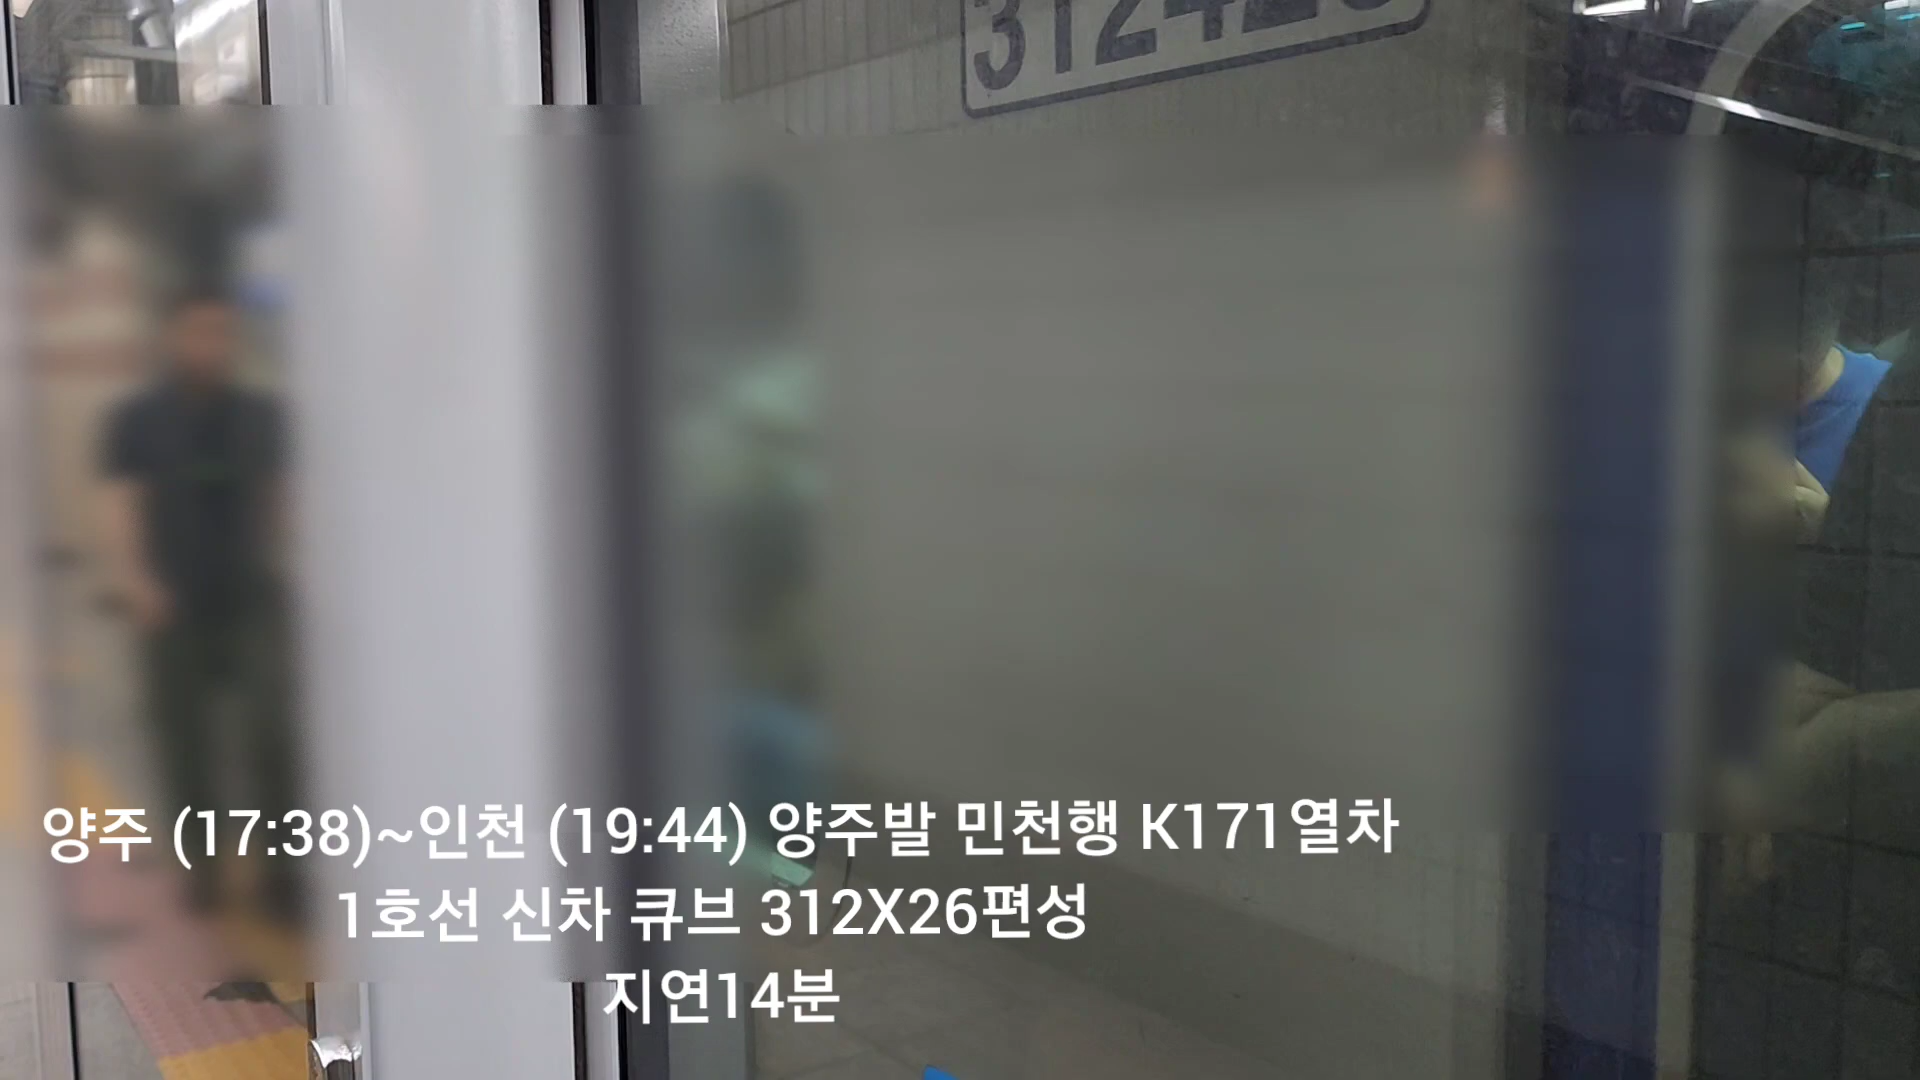 양주 (17:38)~인천 (19:44) 양주발 민천행 K171열차
1호선 신차 큐브 312X26편성
지연14분